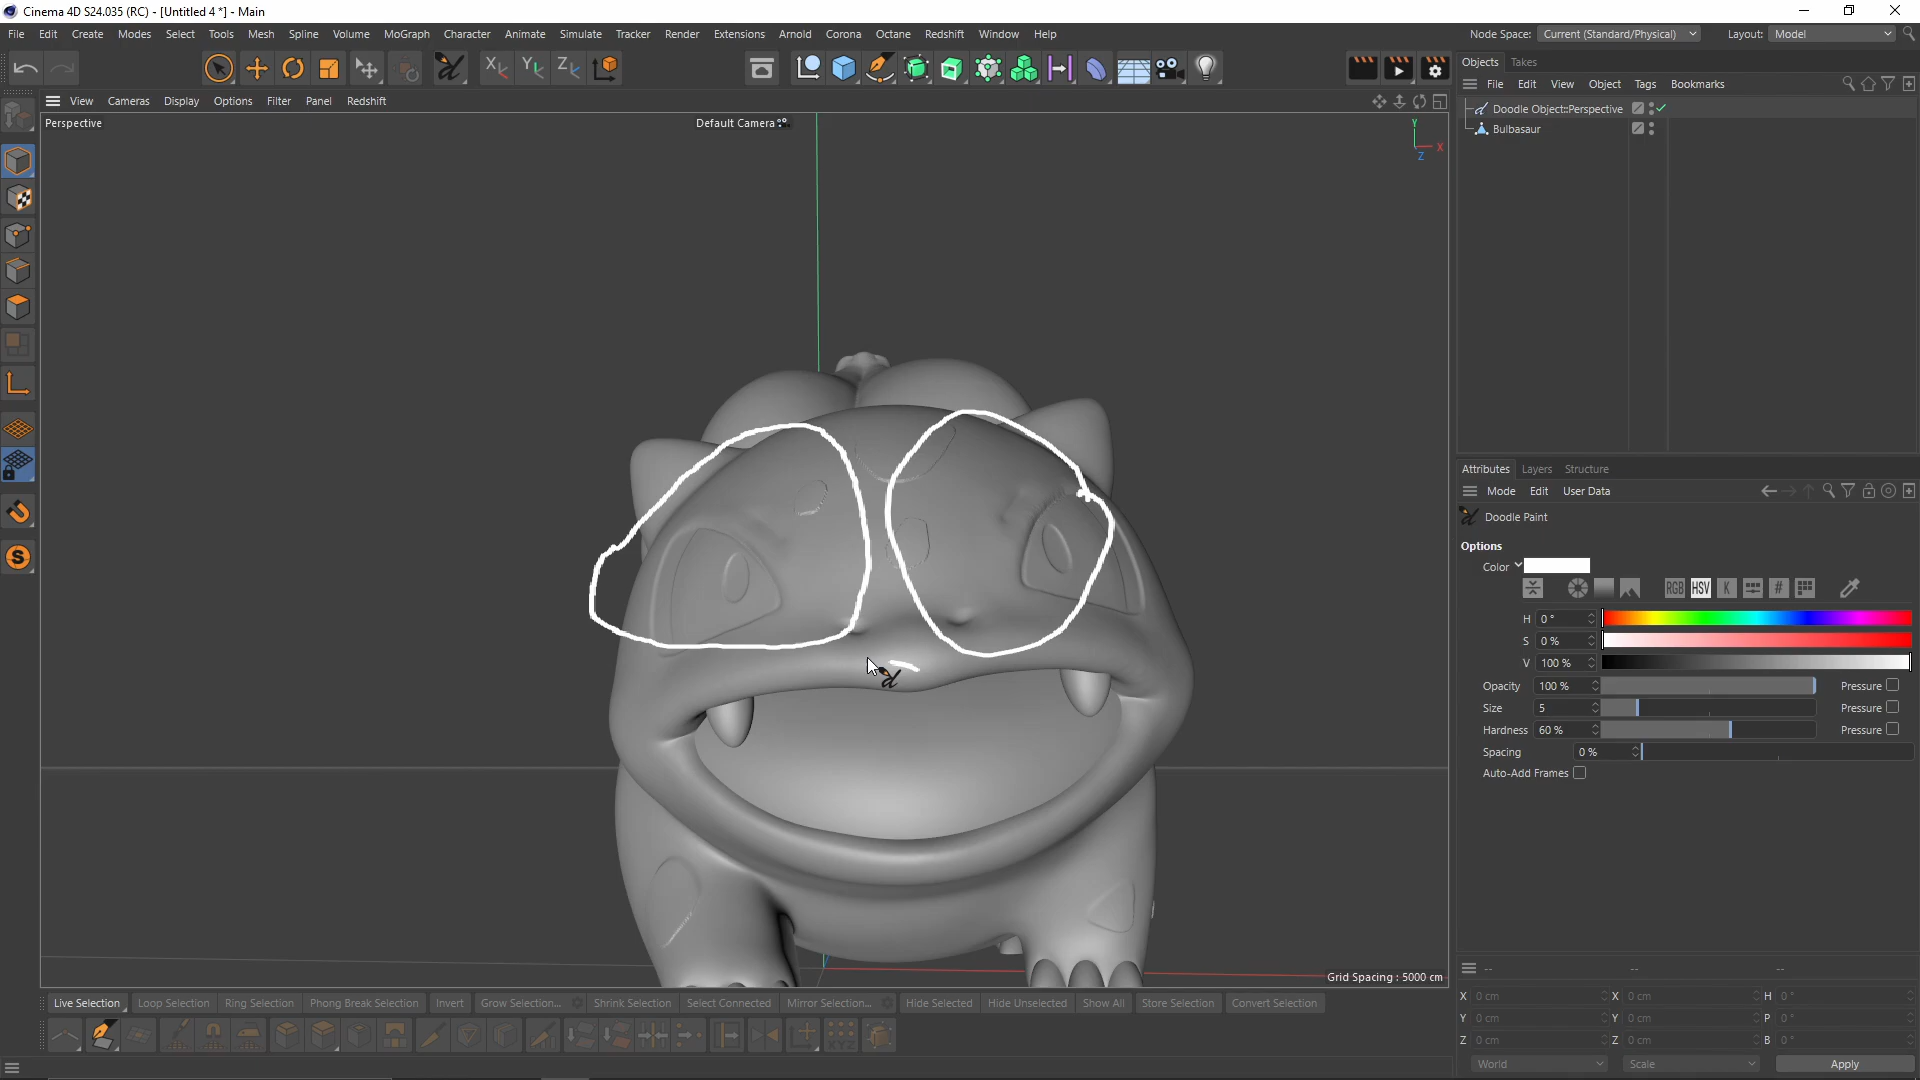 Cinema 4D S24.035 (RC) - [Untitled 4 *] - Main
File Edit Create Modes Select Tools Mesh Spline Volume MoGraph Character Animate Simulate Tracker Render Extensions Arnold Corona Octane Redshift Window Help
Node Space: Current (Standard/Physical) Layout: Model
X Y Z
Objects Takes
File Edit View Object Tags Bookmarks
View Cameras Display Options Filter Panel Redshift
Perspective
Default Camera
Y
X
Z
Doodle Object:Perspective
Bulbasaur
Attributes Layers Structure
Mode Edit User Data
Doodle Paint
Options
Color
RGB HSV K #
H 0 °
S 0 %
V 100 %
Opacity 100 % Pressure
Size 5 Pressure
Hardness 60 % Pressure
Spacing 0 %
Auto-Add Frames
Grid Spacing : 5000 cm
Live Selection Loop Selection Ring Selection Phong Break Selection Invert Grow Selection... Shrink Selection Select Connected Mirror Selection... Hide Selected Hide Unselected Show All Store Selection Convert Selection
XYZ
-- -- --
X 0 cm X 0 cm H 0 °
Y 0 cm Y 0 cm P 0 °
Z 0 cm Z 0 cm B 0 °
World Scale Apply